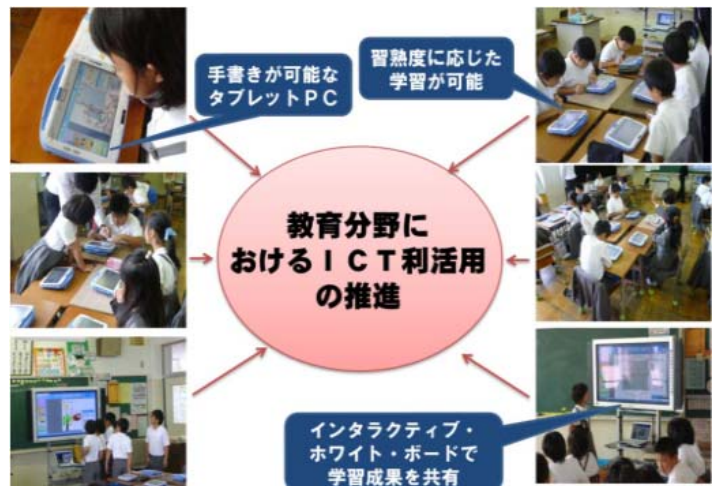 手書きが可能な
タブレットＰＣ
習熟度に応じた
学習が可能
教育分野に
おけるＩＣＴ利活用
の推進
インタラクティブ・
ホワイト・ボードで
学習成果を共有